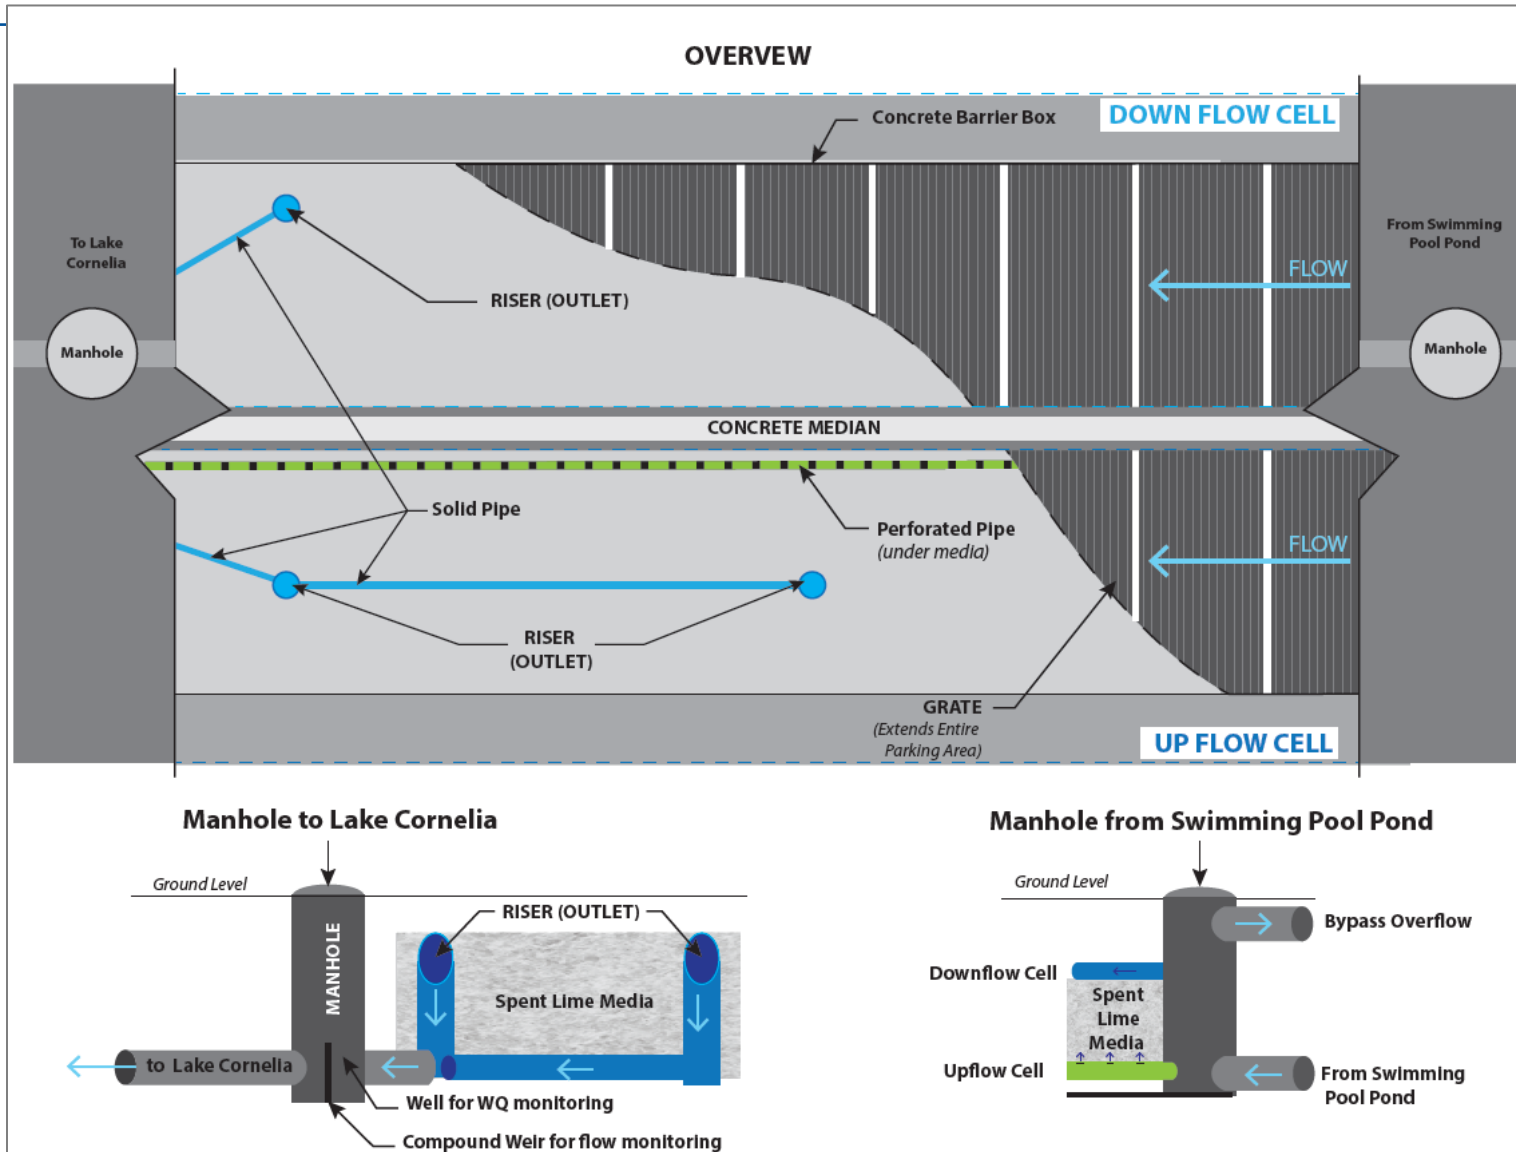 OVERVEW
Concrete Barrier Box
DOWN FLOW CELL
To Lake
Cornelia
From Swimming
Pool Pond
FLOW
RISER (OUTLET)
Manhole
Manhole
CONCRETE MEDIAN
Solid Pipe
Perforated Pipe
(under media)
FLOW
RISER
(OUTLET)
GRATE
(Extends Entire
Parking Area)
UP FLOW CELL
Manhole to Lake Cornelia
Ground Level
RISER (OUTLET)
MANHOLE
Spent Lime Media
to Lake Cornelia
Well for WQ monitoring
Compound Weir for flow monitoring
Manhole from Swimming Pool Pond
Ground Level
Bypass Overflow
Downflow Cell
Spent
Lime
Media
Upflow Cell
From Swimming
Pool Pond